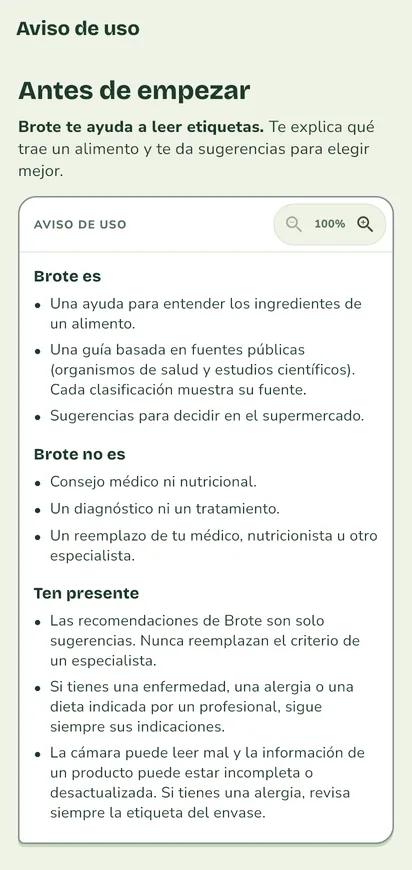 Aviso de uso
Antes de empezar
Brote te ayuda a leer etiquetas. Te explica qué
trae un alimento y te da sugerencias para elegir
mejor.
AVISO DE USO
100%
Brote es
• Una ayuda para entender los ingredientes de
un alimento.
• Una guía basada en fuentes públicas
(organismos de salud y estudios científicos).
Cada clasificación muestra su fuente.
• Sugerencias para decidir en el supermercado.
Brote no es
• Consejo médico ni nutricional.
• Un diagnóstico ni un tratamiento.
• Un reemplazo de tu médico, nutricionista u otro
especialista.
Ten presente
• Las recomendaciones de Brote son solo
sugerencias. Nunca reemplazan el criterio de
un especialista.
• Si tienes una enfermedad, una alergia o una
dieta indicada por un profesional, sigue
siempre sus indicaciones.
• La cámara puede leer mal y la información de
un producto puede estar incompleta o
desactualizada. Si tienes una alergia, revisa
siempre la etiqueta del envase.